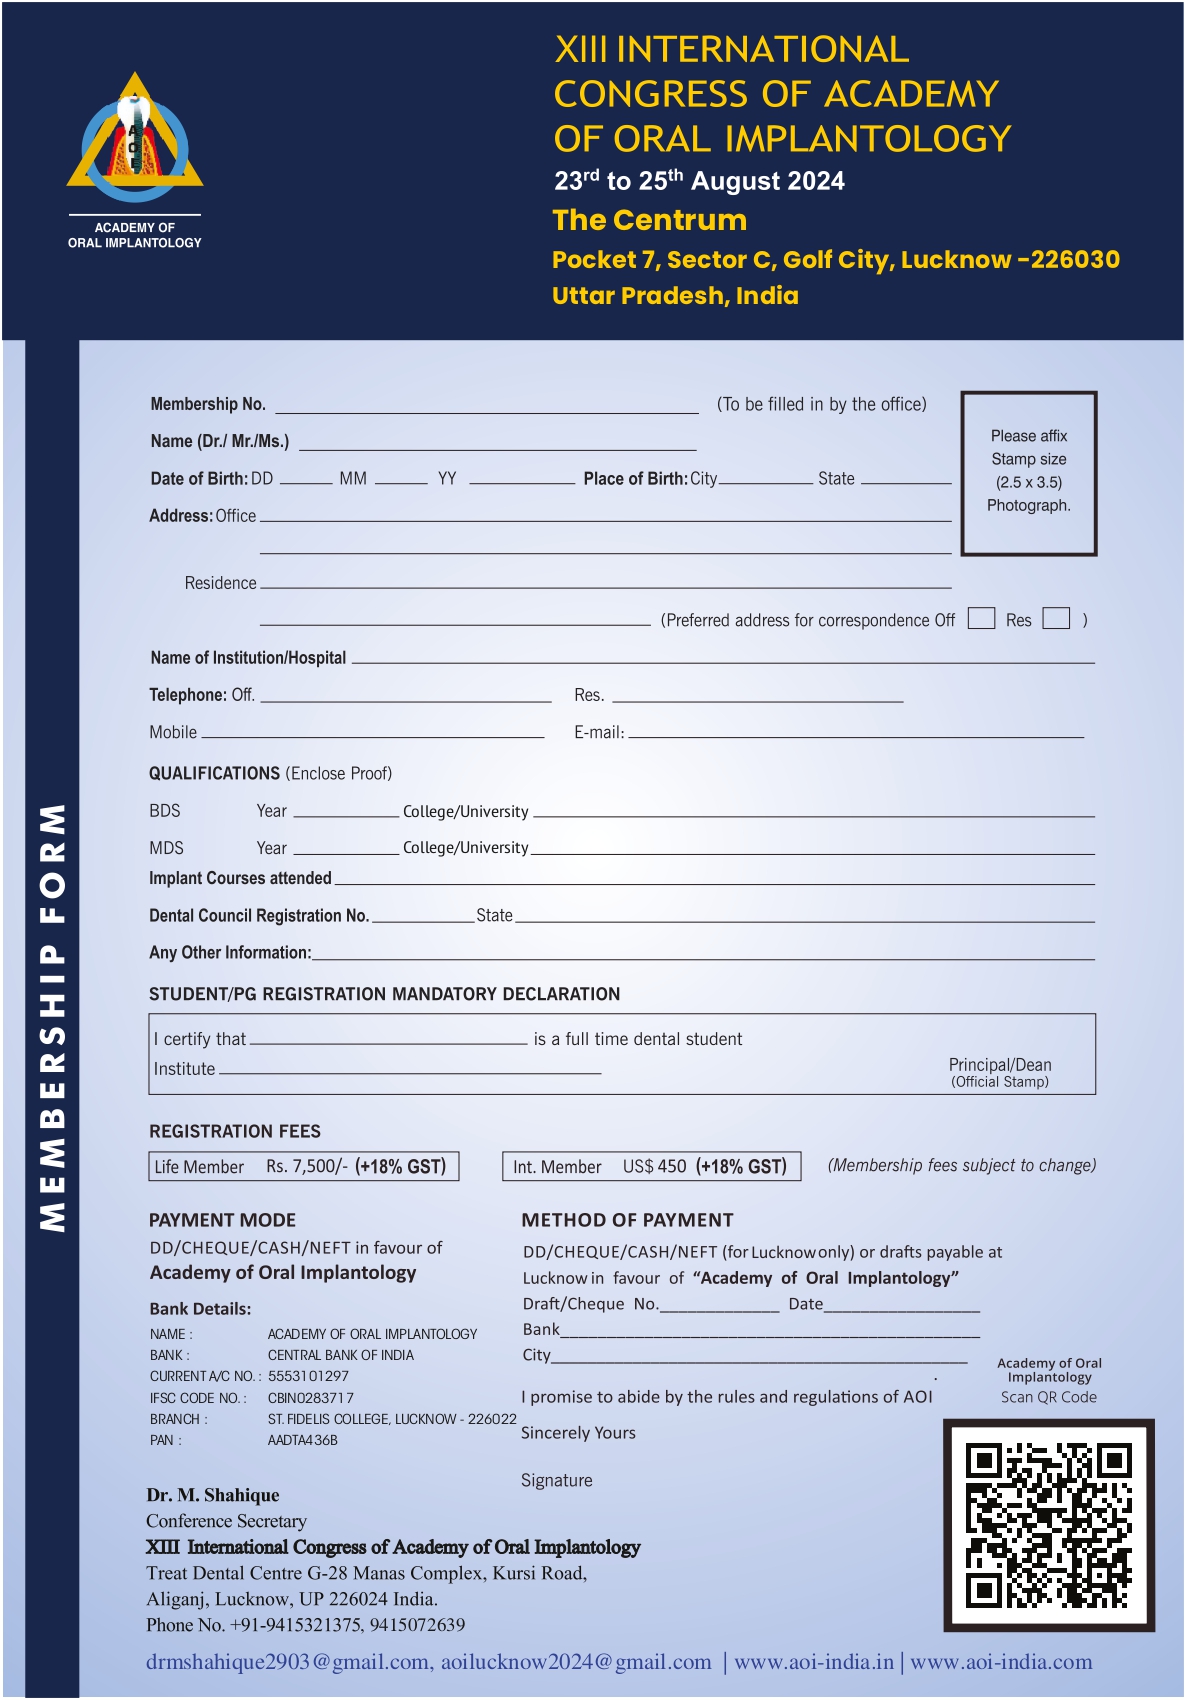 XIII INTERNATIONAL
CONGRESS OF ACADEMY
OF ORAL IMPLANTOLOGY
23rd to 25th August 2024
The Centrum
Pocket 7, Sector C, Golf City, Lucknow -226030
Uttar Pradesh, India
AOI
ACADEMY OF
ORAL IMPLANTOLOGY
MEMBERSHIP FORM
Membership No. (To be filled in by the office)
Please affix
Stamp size
(2.5 x 3.5)
Photograph.
Name (Dr./ Mr./Ms.)
Date of Birth: DD MM YY Place of Birth: City State
Address: Office
Residence
(Preferred address for correspondence Off Res )
Name of Institution/Hospital
Telephone: Off. Res.
Mobile E-mail:
QUALIFICATIONS (Enclose Proof)
BDS Year College/University
MDS Year College/University
Implant Courses attended
Dental Council Registration No. State
Any Other Information:
STUDENT/PG REGISTRATION MANDATORY DECLARATION
I certify that is a full time dental student
Institute
Principal/Dean
(Official Stamp)
REGISTRATION FEES
Life Member Rs. 7,500/- (+18% GST) Int. Member US$ 450 (+18% GST) (Membership fees subject to change)
PAYMENT MODE
DD/CHEQUE/CASH/NEFT in favour of
Academy of Oral Implantology
Bank Details:
NAME : ACADEMY OF ORAL IMPLANTOLOGY
BANK : CENTRAL BANK OF INDIA
CURRENT A/C NO. : 5553101297
IFSC CODE NO. : CBIN0283717
BRANCH : ST. FIDELIS COLLEGE, LUCKNOW - 226022
PAN : AADTA436B
METHOD OF PAYMENT
DD/CHEQUE/CASH/NEFT (for Lucknow only) or drafts payable at
Lucknow in favour of “Academy of Oral Implantology”
Draft/Cheque No.____________ Date________________
Bank___________________________________________
City___________________________________________
.
I promise to abide by the rules and regulations of AOI
Sincerely Yours
Signature
Academy of Oral
Implantology
Scan QR Code
Dr. M. Shahique
Conference Secretary
XIII International Congress of Academy of Oral Implantology
Treat Dental Centre G-28 Manas Complex, Kursi Road,
Aliganj, Lucknow, UP 226024 India.
Phone No. +91-9415321375, 9415072639
drmshahique2903@gmail.com, aoilucknow2024@gmail.com | www.aoi-india.in | www.aoi-india.com